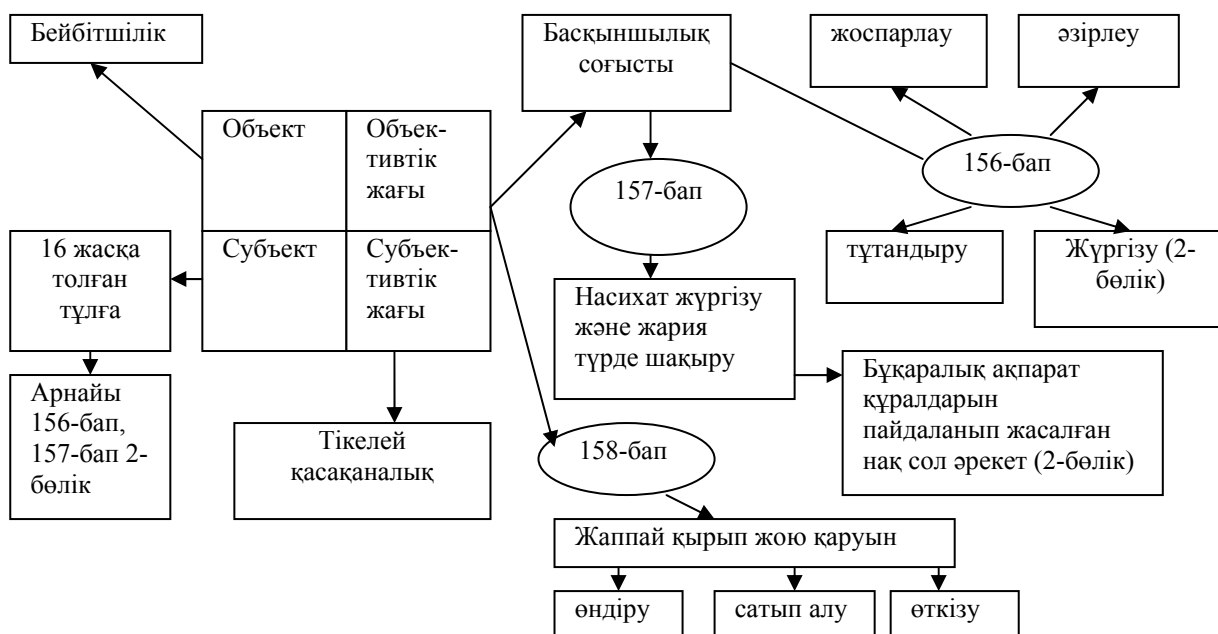 Бейбітшілік
Басқыншылық
соғысты
жоспарлау
әзірлеу
Объект
Объек-
тивтік
жағы
156-бап
157-бап
16 жасқа
толған
тұлға
Субъект
Субъек-
тивтік
жағы
тұтандыру
Жүргізу (2-
бөлік)
Насихат жүргізу
және жария
түрде шақыру
Арнайы
156-бап,
157-бап 2-
бөлік
Бұқаралық ақпарат
құралдарын
пайдаланып жасалған
нақ сол әрекет (2-бөлік)
Тікелей
қасақаналық
158-бап
Жаппай қырып жою қаруын
өндіру
сатып алу
өткізу